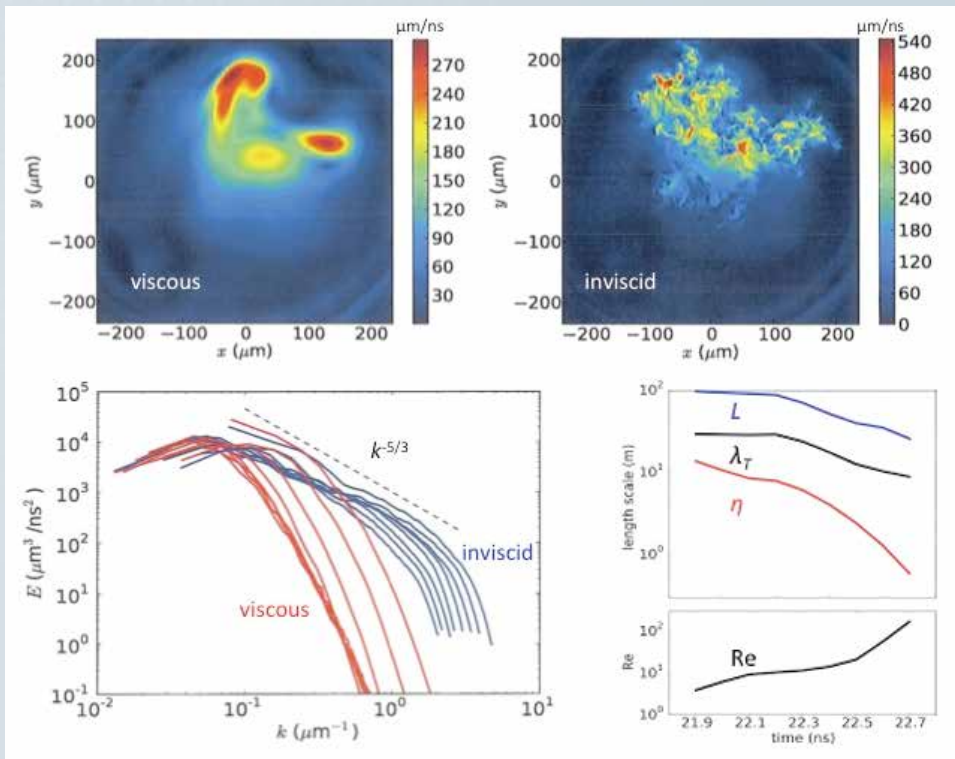 μm/ns
μm/ns
200
100
0
−100
−200
y (μm)
−200 −100 0 100 200
x (μm)
viscous
270
240
210
180
150
120
90
60
30
200
100
0
−100
−200
y (μm)
−200 −100 0 100 200
x (μm)
inviscid
540
480
420
360
300
240
180
120
60
0
10^5
10^4
10^3
10^2
10^1
10^0
10^-1
E (μm^3 /ns^2)
k^-5/3
inviscid
viscous
10^-2 10^-1 10^0 10^1
k (μm^−1)
10^2
10^1
10^0
length scale (m)
L
λ_T
η
10^2
10^1
10^0
Re
Re
21.9 22.1 22.3 22.5 22.7
time (ns)